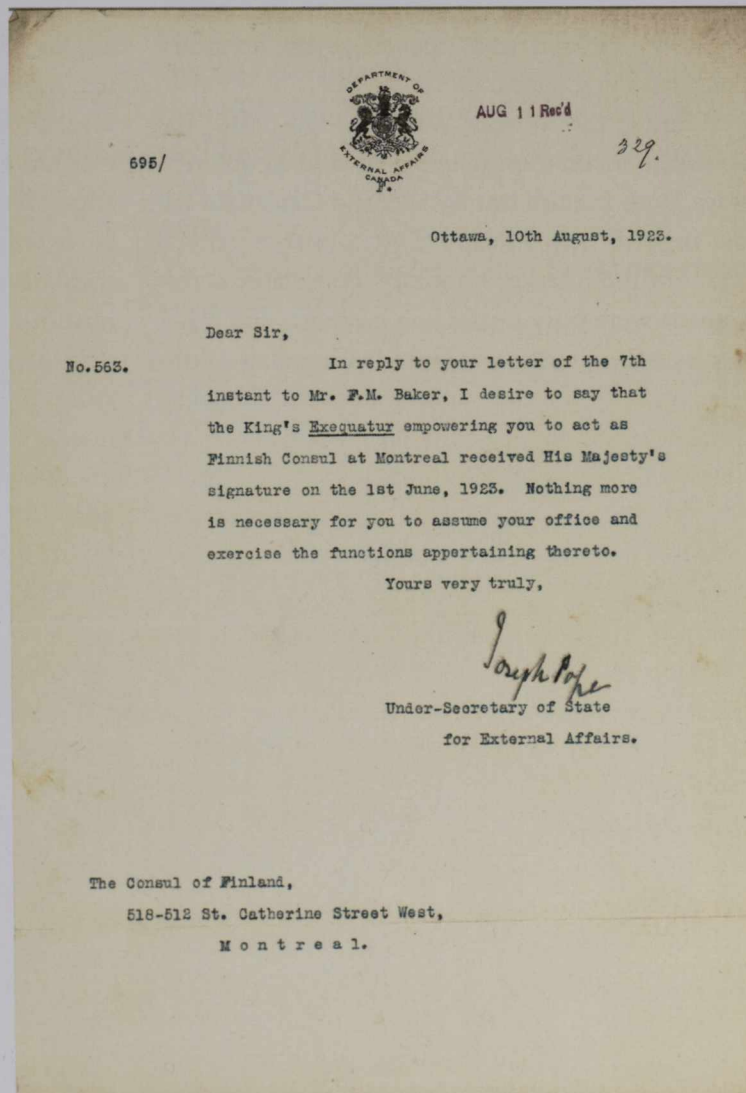 DEPARTMENT OF
EXTERNAL AFFAIRS
CANADA
F.
AUG 11 Rec'd
329.
695/
Ottawa, 10th August, 1923.
Dear Sir,
No.563.
In reply to your letter of the 7th
instant to Mr. F.M. Baker, I desire to say that
the King's Exequatur empowering you to act as
Finnish Consul at Montreal received His Majesty's
signature on the 1st June, 1923. Nothing more
is necessary for you to assume your office and
exercise the functions appertaining thereto.
Yours very truly,
Joseph Pope
Under-Secretary of State
for External Affairs.
The Consul of Finland,
518-512 St. Catherine Street West,
Montreal.